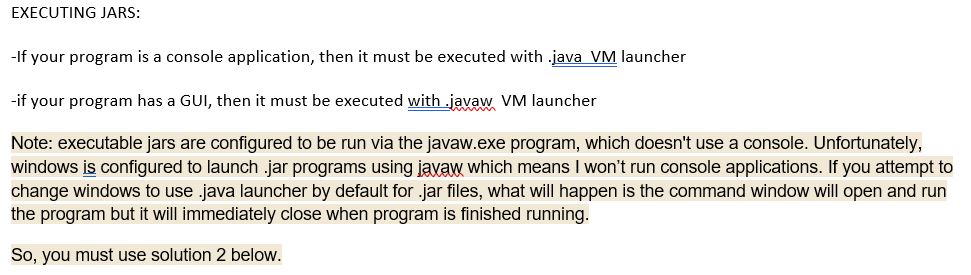 EXECUTING JARS:
-If your program is a console application, then it must be executed with .java VM launcher
-if your program has a GUI, then it must be executed with .javaw VM launcher
Note: executable jars are configured to be run via the javaw.exe program, which doesn't use a console. Unfortunately,
windows is configured to launch .jar programs using javaw which means I won’t run console applications. If you attempt to
change windows to use .java launcher by default for .jar files, what will happen is the command window will open and run
the program but it will immediately close when program is finished running.
So, you must use solution 2 below.